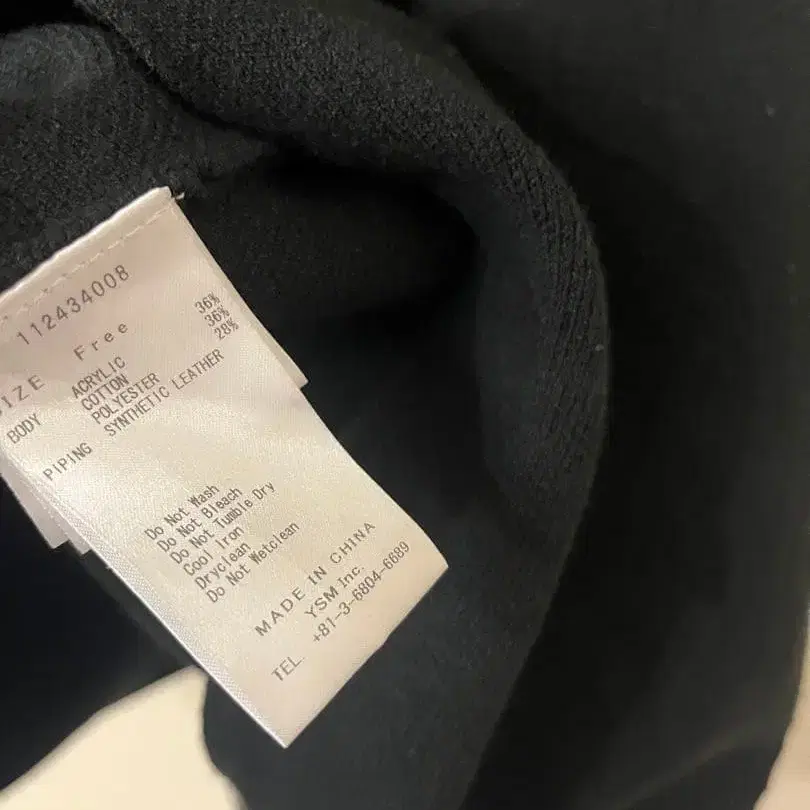 112434008
SIZE Free
BODY ACRYLIC 36%
COTTON 36%
POLYESTER 28%
PIPING SYNTHETIC LEATHER
Do Not Wash
Do Not Bleach
Do Not Tumble Dry
Cool Iron
Dryclean
Do Not Wetclean
MADE IN CHINA
YSM Inc.
TEL. +81-3-6804-6689